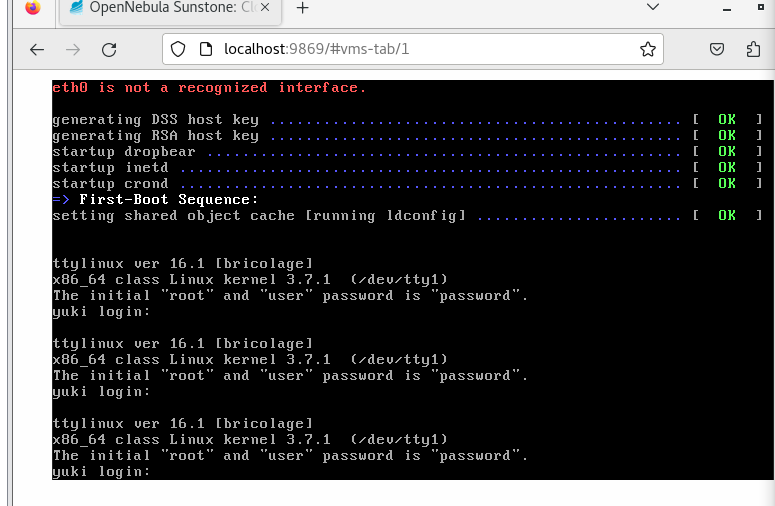 OpenNebula Sunstone: Cl
localhost:9869/#vms-tab/1
eth0 is not a recognized interface.
generating DSS host key ............................................... [ OK ]
generating RSA host key ............................................... [ OK ]
startup dropbear ...................................................... [ OK ]
startup inetd ......................................................... [ OK ]
startup crond ......................................................... [ OK ]
=> First-Boot Sequence:
setting shared object cache [running ldconfig] ....................... [ OK ]
ttylinux ver 16.1 [bricolage]
x86_64 class Linux kernel 3.7.1 (/dev/tty1)
The initial "root" and "user" password is "password".
yuki login:
ttylinux ver 16.1 [bricolage]
x86_64 class Linux kernel 3.7.1 (/dev/tty1)
The initial "root" and "user" password is "password".
yuki login:
ttylinux ver 16.1 [bricolage]
x86_64 class Linux kernel 3.7.1 (/dev/tty1)
The initial "root" and "user" password is "password".
yuki login: